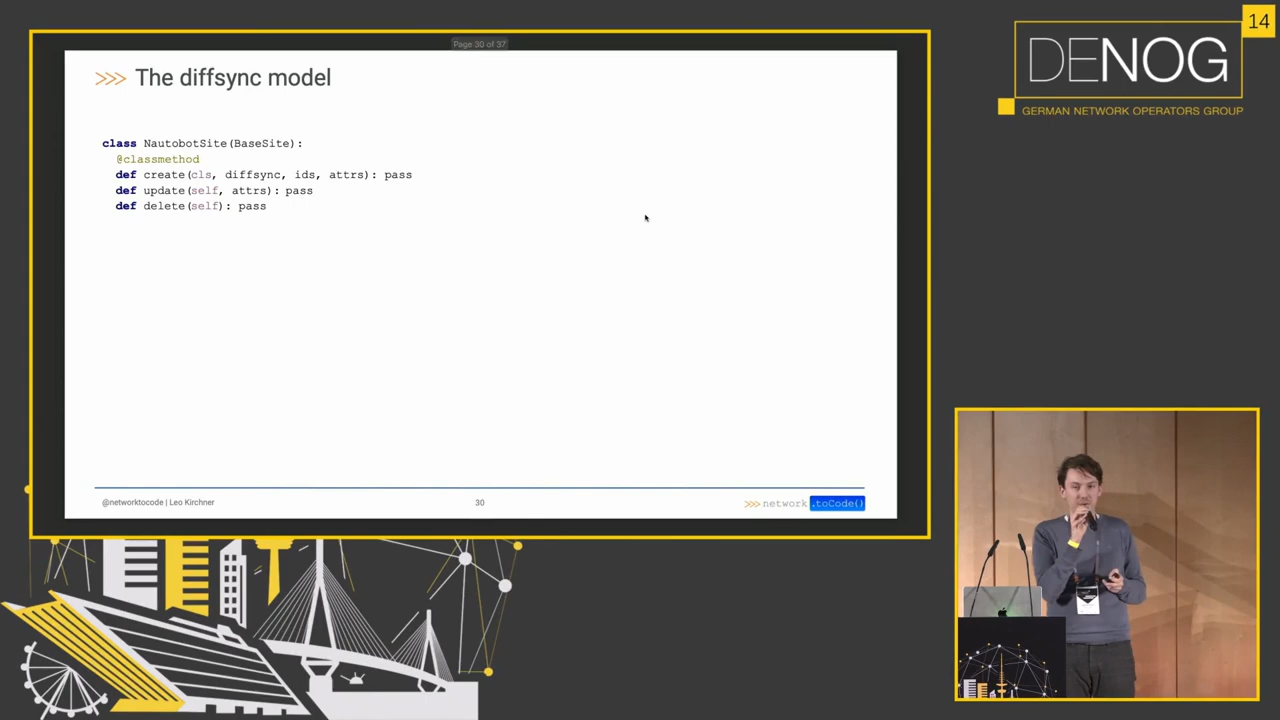 Page 30 of 37
>>> The diffsync model
class NautobotSite(BaseSite):
@classmethod
def create(cls, diffsync, ids, attrs): pass
def update(self, attrs): pass
def delete(self): pass
@networktocode | Leo Kirchner
30
>>> network .toCode()
14
DENOG
GERMAN NETWORK OPERATORS GROUP